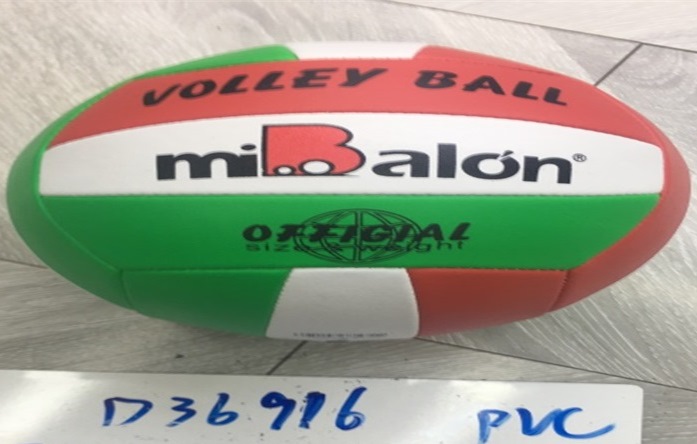 VOLLEY BALL
miBalón®
OFFICIAL
size & weight
D36916 PVC